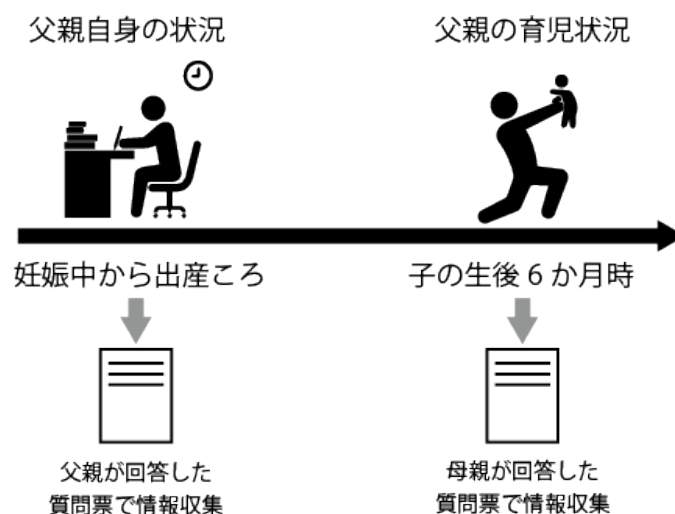 父親自身の状況
父親の育児状況
妊娠中から出産ころ
子の生後 6 か月時
父親が回答した
質問票で情報収集
母親が回答した
質問票で情報収集